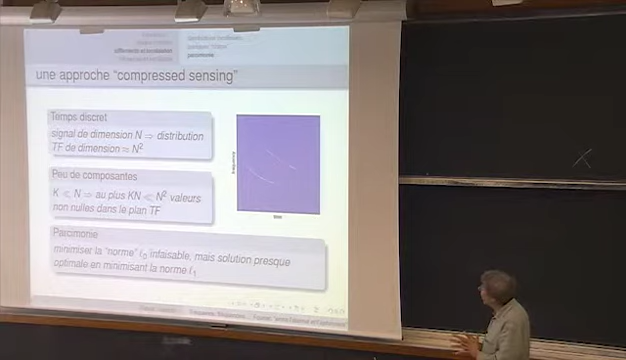 parcimonie
une approche "compressed sensing"
Temps discret
signal de dimension N ⇒ distribution
TF de dimension ≈ N²
Peu de composantes
K ≪ N ⇒ au plus KN ≪ N² valeurs
non nulles dans le plan TF
Parcimonie
minimiser la "norme" ℓ₀ infaisable, mais solution presque
optimale en minimisant la norme ℓ₁